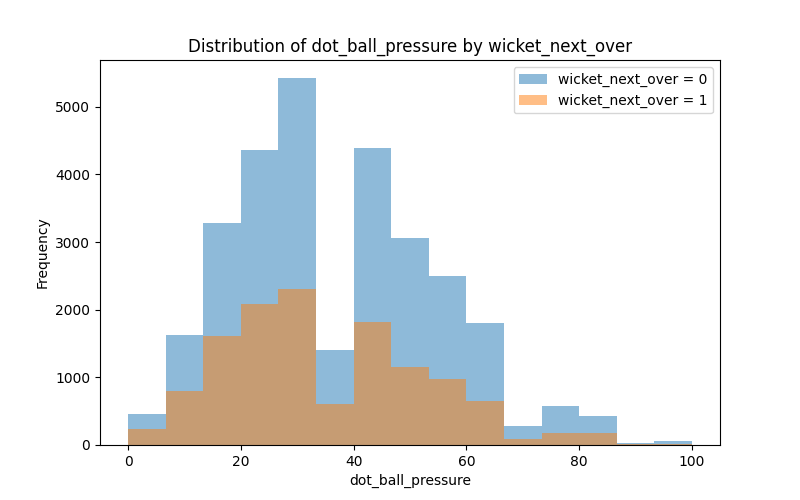 Distribution of dot_ball_pressure by wicket_next_over
wicket_next_over = 0
wicket_next_over = 1
Frequency
5000
4000
3000
2000
1000
0
0 20 40 60 80 100
dot_ball_pressure